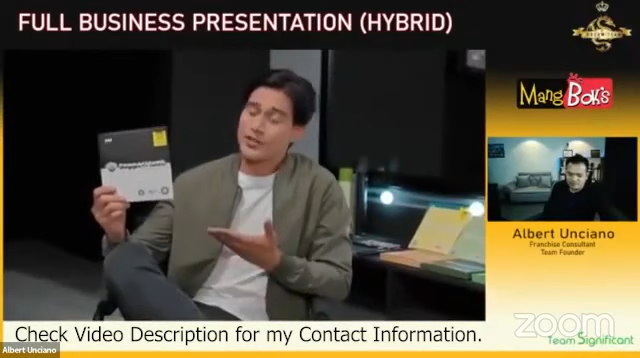 FULL BUSINESS PRESENTATION (HYBRID)
Mang Bok's
Albert Unciano
Franchise Consultant
Team Founder
zoom
Team Significant
Check Video Description for my Contact Information.
Albert Unciano